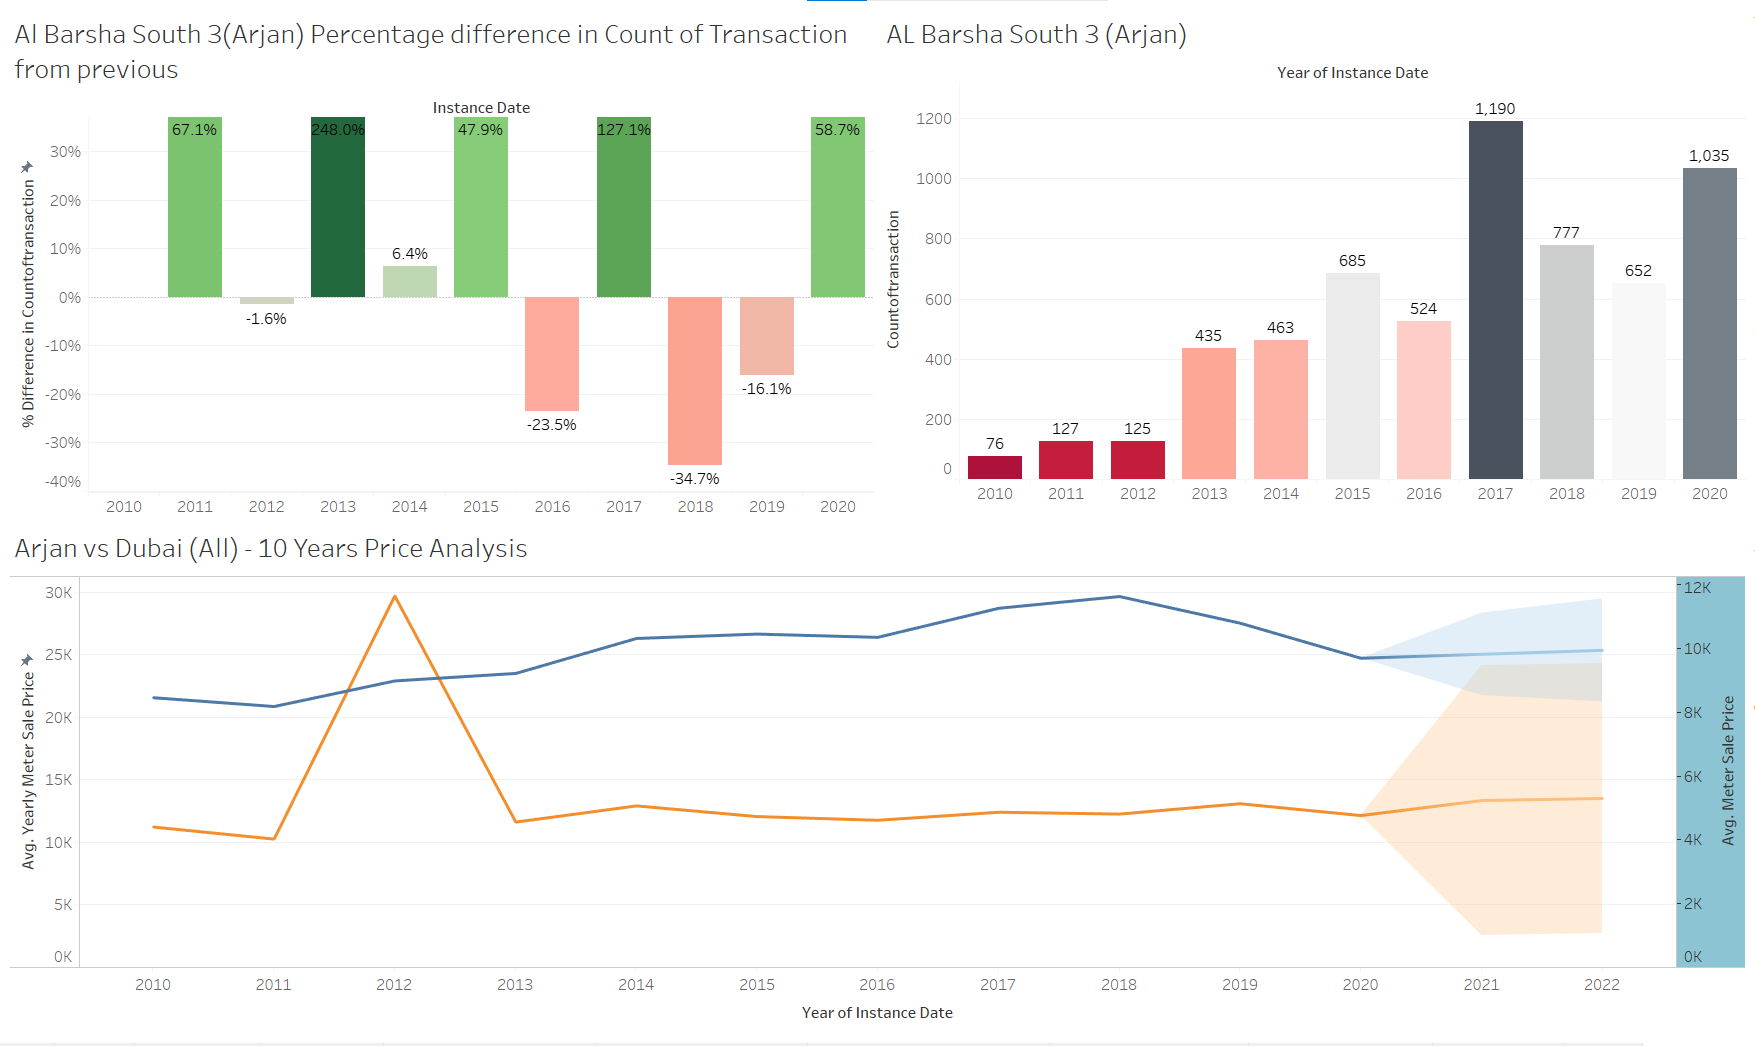 Al Barsha South 3(Arjan) Percentage difference in Count of Transaction
from previous
Instance Date
% Difference in Countoftransaction
30%
20%
10%
0%
-10%
-20%
-30%
-40%
67.1%
-1.6%
248.0%
6.4%
47.9%
-23.5%
127.1%
-34.7%
-16.1%
58.7%
2010 2011 2012 2013 2014 2015 2016 2017 2018 2019 2020
AL Barsha South 3 (Arjan)
Year of Instance Date
Countoftransaction
1200
1000
800
600
400
200
0
76
127
125
435
463
685
524
1,190
777
652
1,035
2010 2011 2012 2013 2014 2015 2016 2017 2018 2019 2020
Arjan vs Dubai (All) - 10 Years Price Analysis
Avg. Yearly Meter Sale Price
30K
25K
20K
15K
10K
5K
0K
12K
10K
8K
6K
4K
2K
0K
Avg. Meter Sale Price
2010 2011 2012 2013 2014 2015 2016 2017 2018 2019 2020 2021 2022
Year of Instance Date